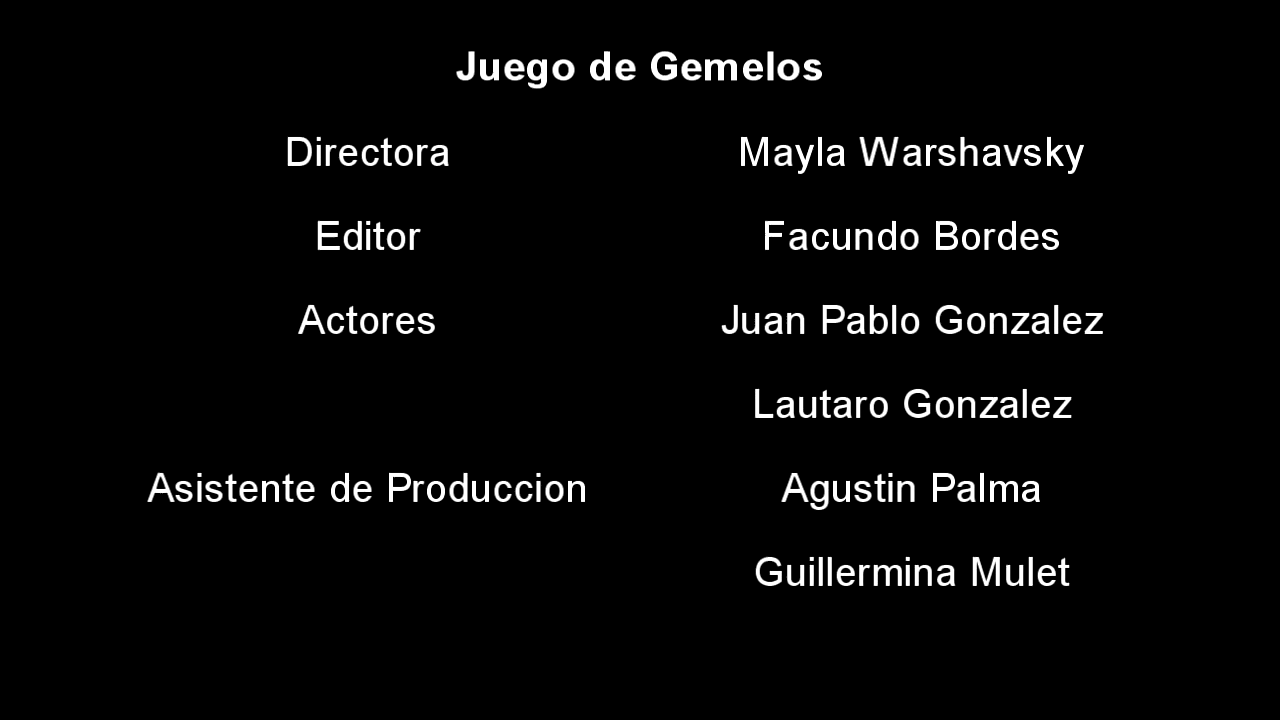 Juego de Gemelos
Directora Mayla Warshavsky
Editor Facundo Bordes
Actores Juan Pablo Gonzalez
Lautaro Gonzalez
Asistente de Produccion Agustin Palma
Guillermina Mulet